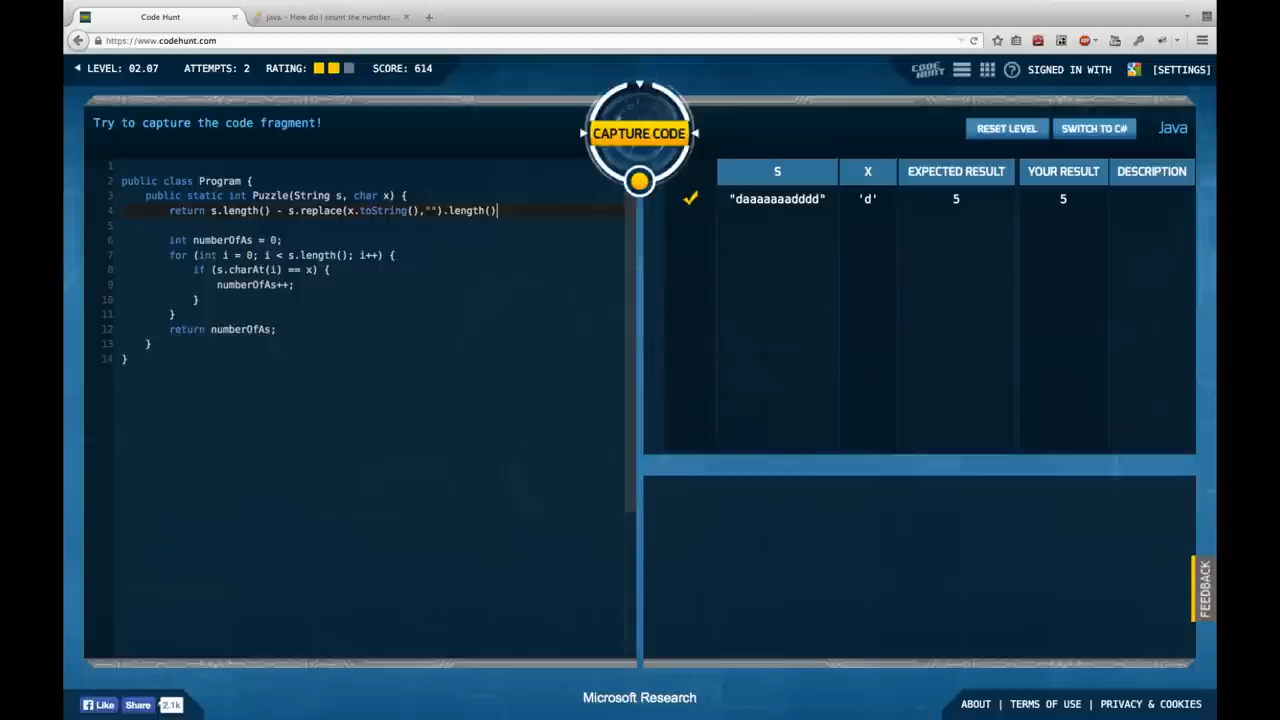 Code Hunt
java - How do I count the number...
https://www.codehunt.com
LEVEL: 02.07 ATTEMPTS: 2 RATING: SCORE: 614
CODE HUNT
SIGNED IN WITH [SETTINGS]
Try to capture the code fragment!
CAPTURE CODE
RESET LEVEL SWITCH TO C# Java
1
2 public class Program {
3 public static int Puzzle(String s, char x) {
4 return s.length() - s.replace(x.toString(),"").length()
5
6 int numberOfAs = 0;
7 for (int i = 0; i < s.length(); i++) {
8 if (s.charAt(i) == x) {
9 numberOfAs++;
10 }
11 }
12 return numberOfAs;
13 }
14 }
S X EXPECTED RESULT YOUR RESULT DESCRIPTION
"daaaaaaadddd" 'd' 5 5
FEEDBACK
Like Share 2.1k
Microsoft Research
ABOUT | TERMS OF USE | PRIVACY & COOKIES